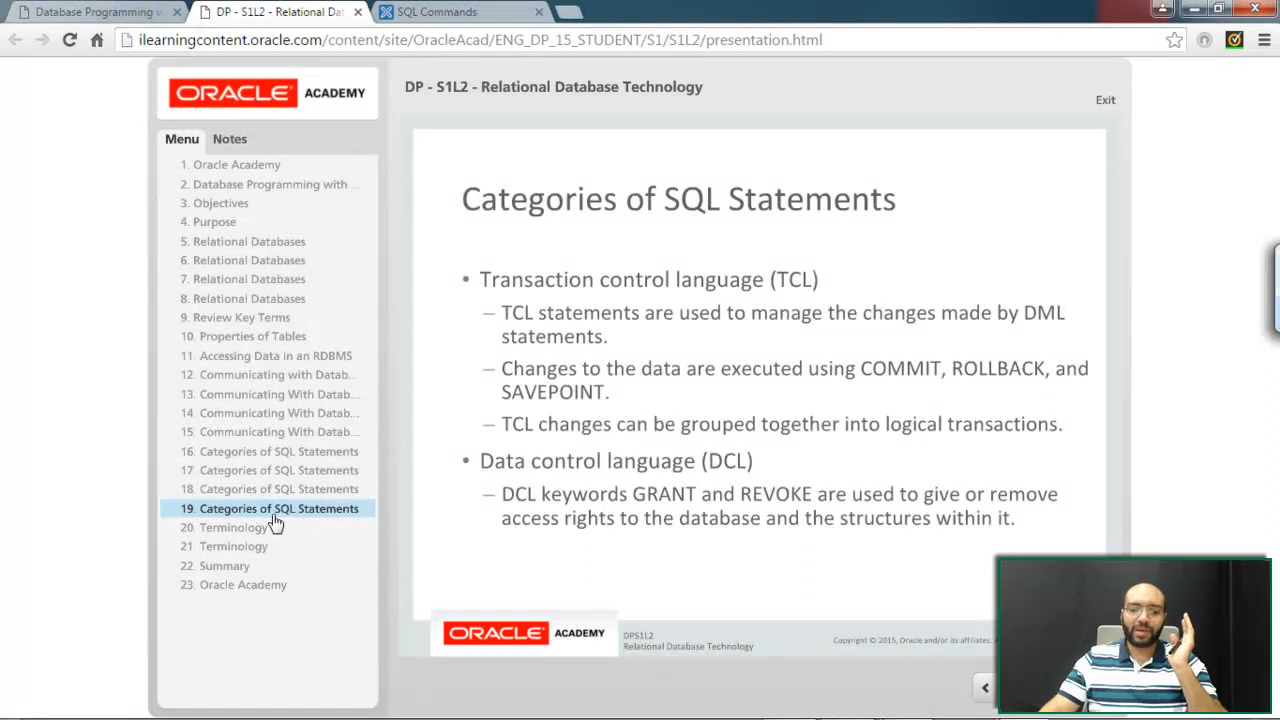 Database Programming w
DP - S1L2 - Relational Dat
SQL Commands
ilearningcontent.oracle.com/content/site/OracleAcad/ENG_DP_15_STUDENT/S1/S1L2/presentation.html
ORACLE ACADEMY
DP - S1L2 - Relational Database Technology
Exit
Menu Notes
1. Oracle Academy
2. Database Programming with ...
3. Objectives
4. Purpose
5. Relational Databases
6. Relational Databases
7. Relational Databases
8. Relational Databases
9. Review Key Terms
10. Properties of Tables
11. Accessing Data in an RDBMS
12. Communicating with Datab...
13. Communicating With Datab...
14. Communicating With Datab...
15. Communicating With Datab...
16. Categories of SQL Statements
17. Categories of SQL Statements
18. Categories of SQL Statements
19. Categories of SQL Statements
20. Terminology
21. Terminology
22. Summary
23. Oracle Academy
Categories of SQL Statements
• Transaction control language (TCL)
– TCL statements are used to manage the changes made by DML
statements.
– Changes to the data are executed using COMMIT, ROLLBACK, and
SAVEPOINT.
– TCL changes can be grouped together into logical transactions.
• Data control language (DCL)
– DCL keywords GRANT and REVOKE are used to give or remove
access rights to the database and the structures within it.
ORACLE ACADEMY
DPS1L2
Relational Database Technology
Copyright © 2015, Oracle and/or its affiliates.